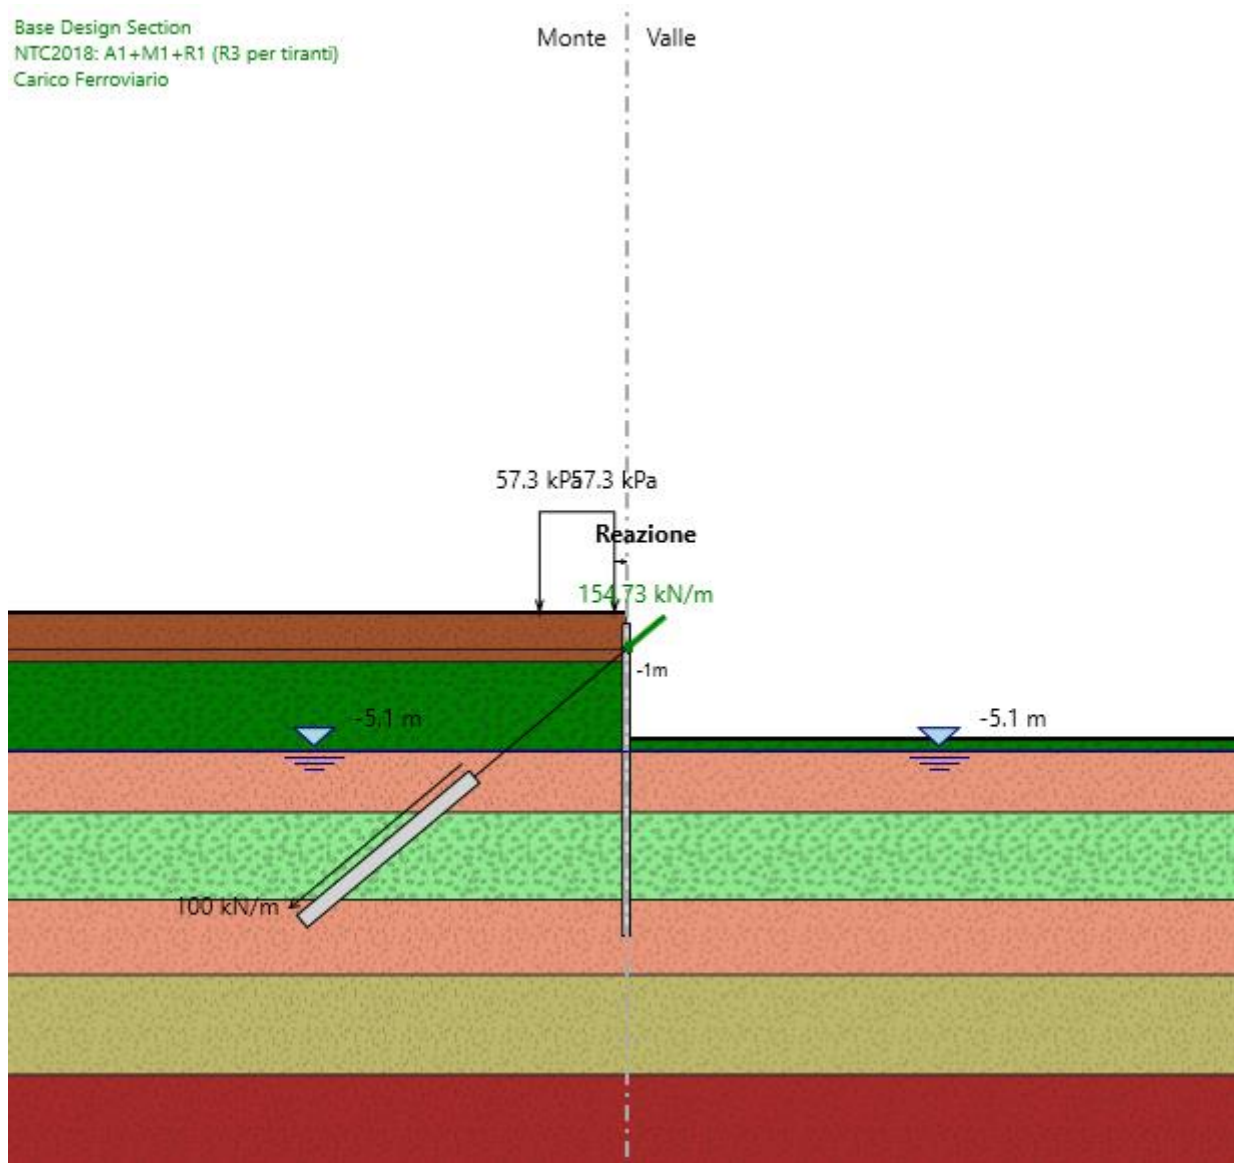 Base Design Section
NTC2018: A1+M1+R1 (R3 per tiranti)
Carico Ferroviario
Monte Valle
57.3 kPa 57.3 kPa
Reazione
154.73 kN/m
-1m
-5.1 m -5.1 m
100 kN/m